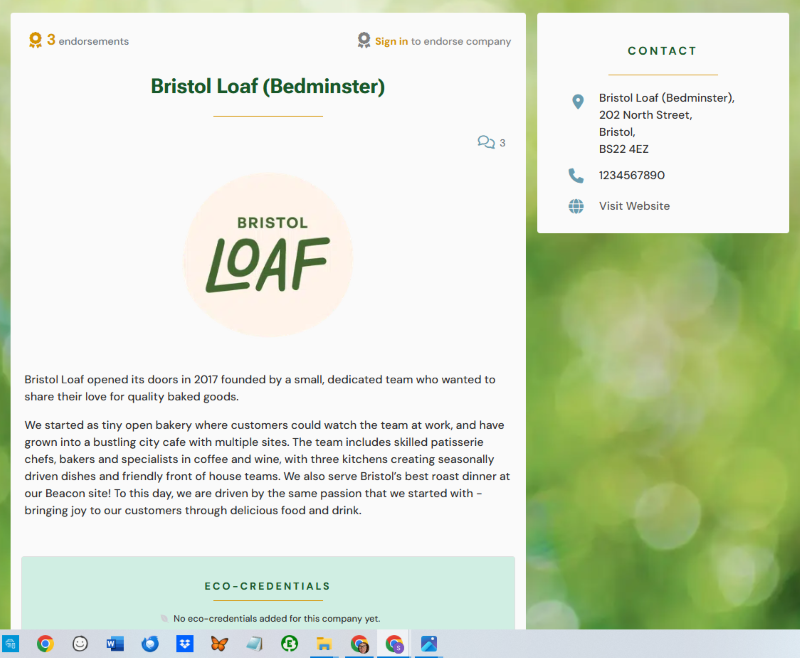 3 endorsements
Sign in to endorse company
Bristol Loaf (Bedminster)
3
BRISTOL
LOAF
Bristol Loaf opened its doors in 2017 founded by a small, dedicated team who wanted to
share their love for quality baked goods.
We started as tiny open bakery where customers could watch the team at work, and have
grown into a bustling city cafe with multiple sites. The team includes skilled patisserie
chefs, bakers and specialists in coffee and wine, with three kitchens creating seasonally
driven dishes and friendly front of house teams. We also serve Bristol's best roast dinner at
our Beacon site! To this day, we are driven by the same passion that we started with -
bringing joy to our customers through delicious food and drink.
ECO-CREDENTIALS
No eco-credentials added for this company yet.
CONTACT
Bristol Loaf (Bedminster),
202 North Street,
Bristol,
BS22 4EZ
1234567890
Visit Website